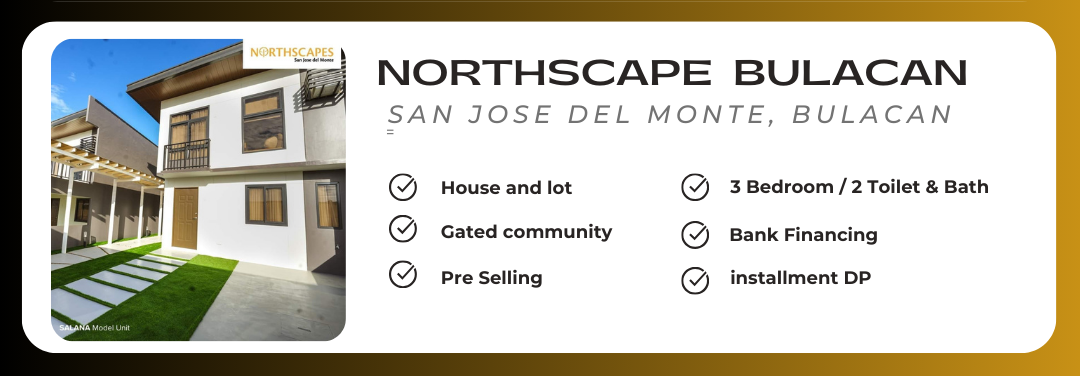 NORTHSCAPES
San Jose del Monte
SALANA Model Unit
NORTHSCAPE BULACAN
SAN JOSE DEL MONTE, BULACAN
=
House and lot
Gated community
Pre Selling
3 Bedroom / 2 Toilet & Bath
Bank Financing
installment DP